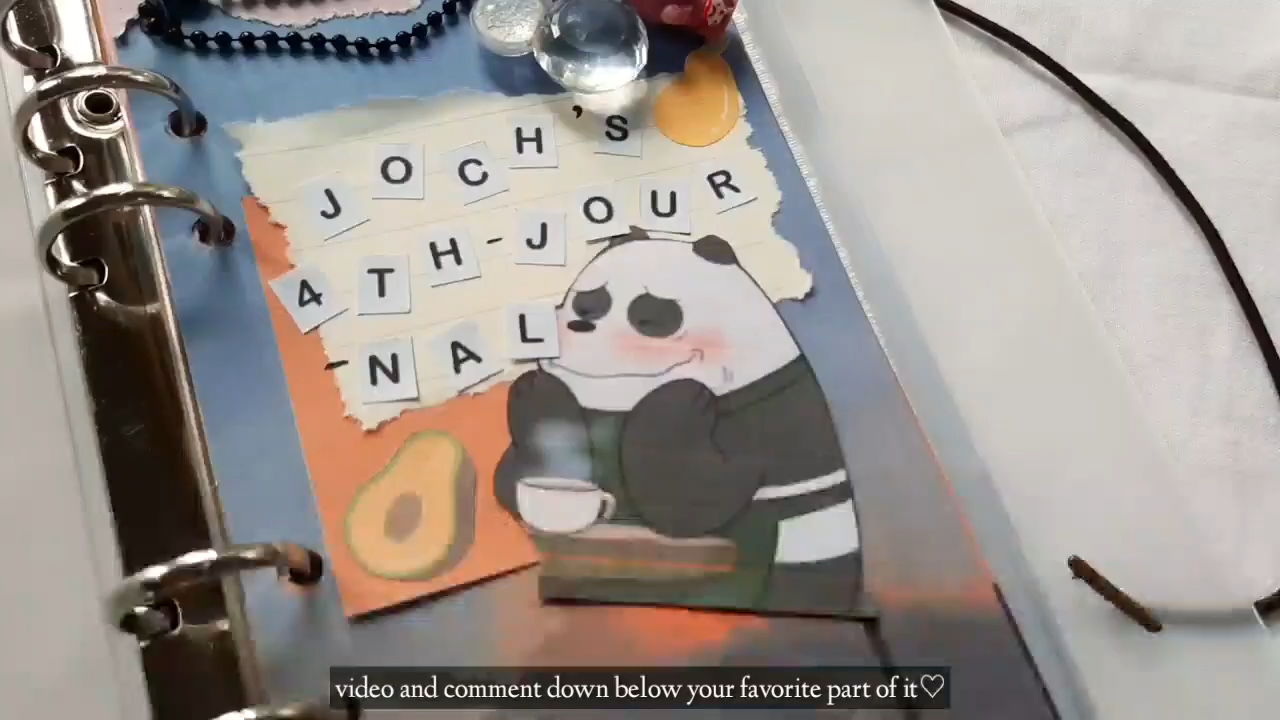 JOCH'S
4TH-JOUR
-NAL
video and comment down below your favorite part of it♡